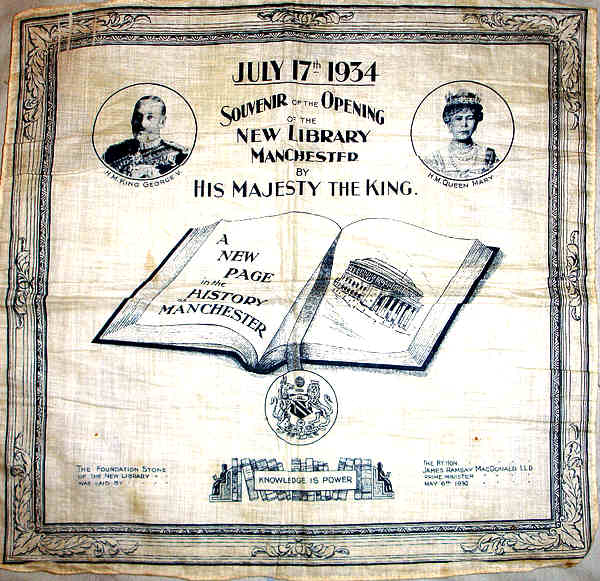 JULY 17th 1934
SOUVENIR OF THE OPENING
OF THE
NEW LIBRARY
MANCHESTER
BY
HIS MAJESTY THE KING.
H.M. KING GEORGE V.
H.M. QUEEN MARY
A
NEW
PAGE
in the
HISTORY
of
MANCHESTER
KNOWLEDGE IS POWER
THE FOUNDATION STONE
OF THE NEW LIBRARY
WAS LAID BY
THE RT HON.
JAMES RAMSAY MACDONALD LLD
PRIME MINISTER
MAY 6TH 1930